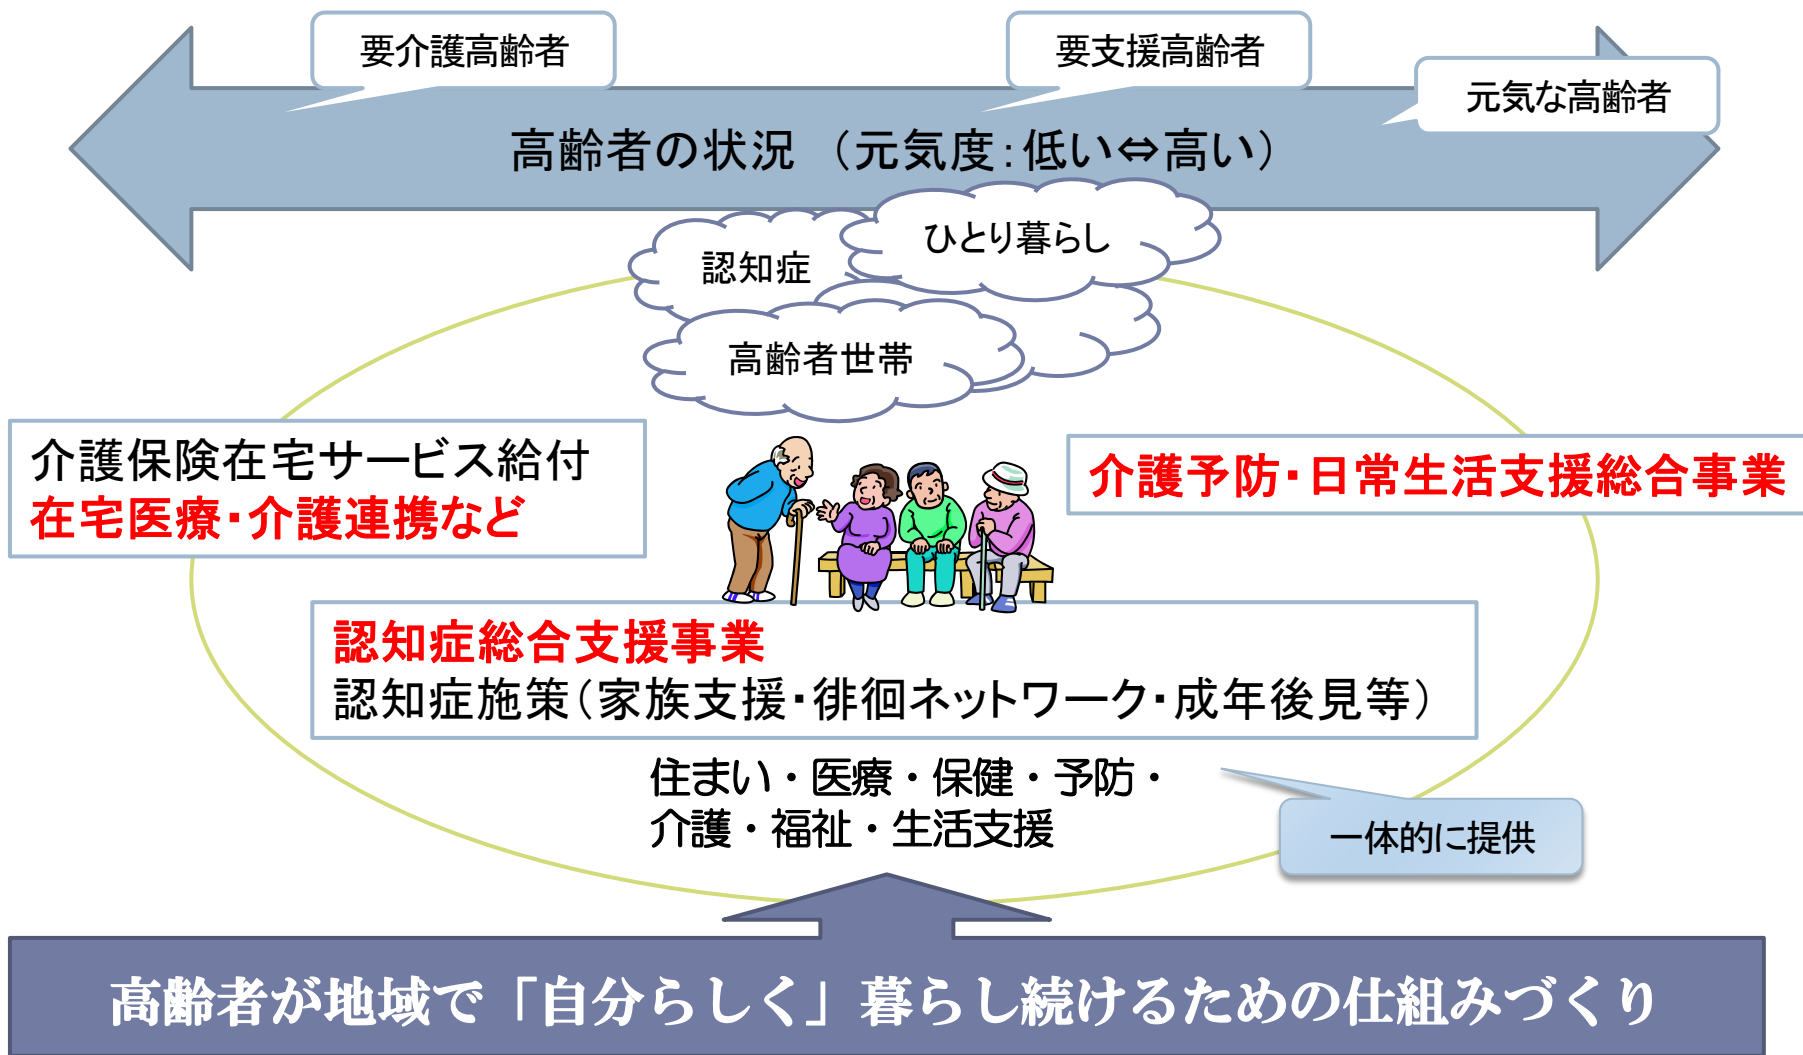 要介護高齢者
要支援高齢者
元気な高齢者
高齢者の状況 （元気度：低い⇔高い）
ひとり暮らし
認知症
高齢者世帯
介護保険在宅サービス給付
在宅医療・介護連携など
介護予防・日常生活支援総合事業
認知症総合支援事業
認知症施策（家族支援・徘徊ネットワーク・成年後見等）
住まい・医療・保健・予防・
介護・福祉・生活支援
一体的に提供
高齢者が地域で「自分らしく」暮らし続けるための仕組みづくり